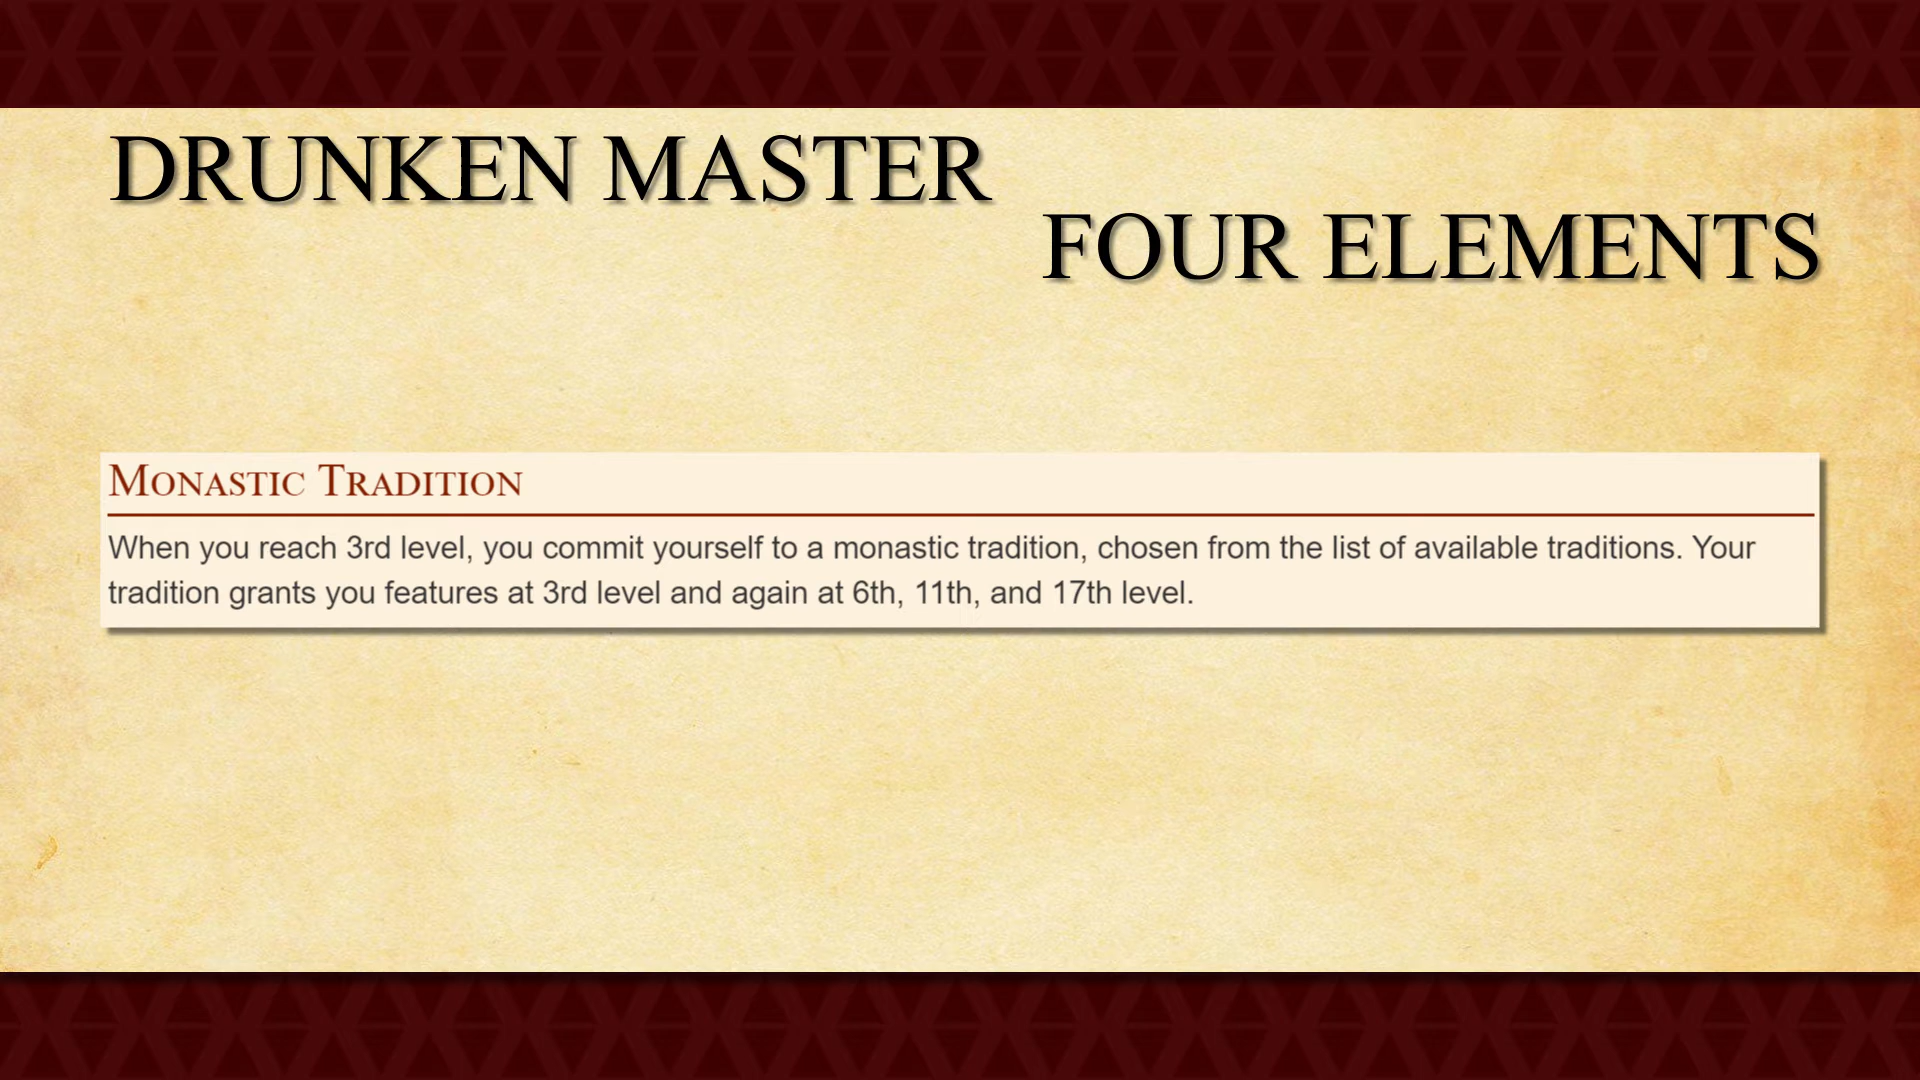 DRUNKEN MASTER
FOUR ELEMENTS
Monastic Tradition
When you reach 3rd level, you commit yourself to a monastic tradition, chosen from the list of available traditions. Your
tradition grants you features at 3rd level and again at 6th, 11th, and 17th level.